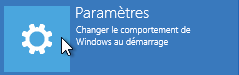 Paramètres
Changer le comportement de
Windows au démarrage